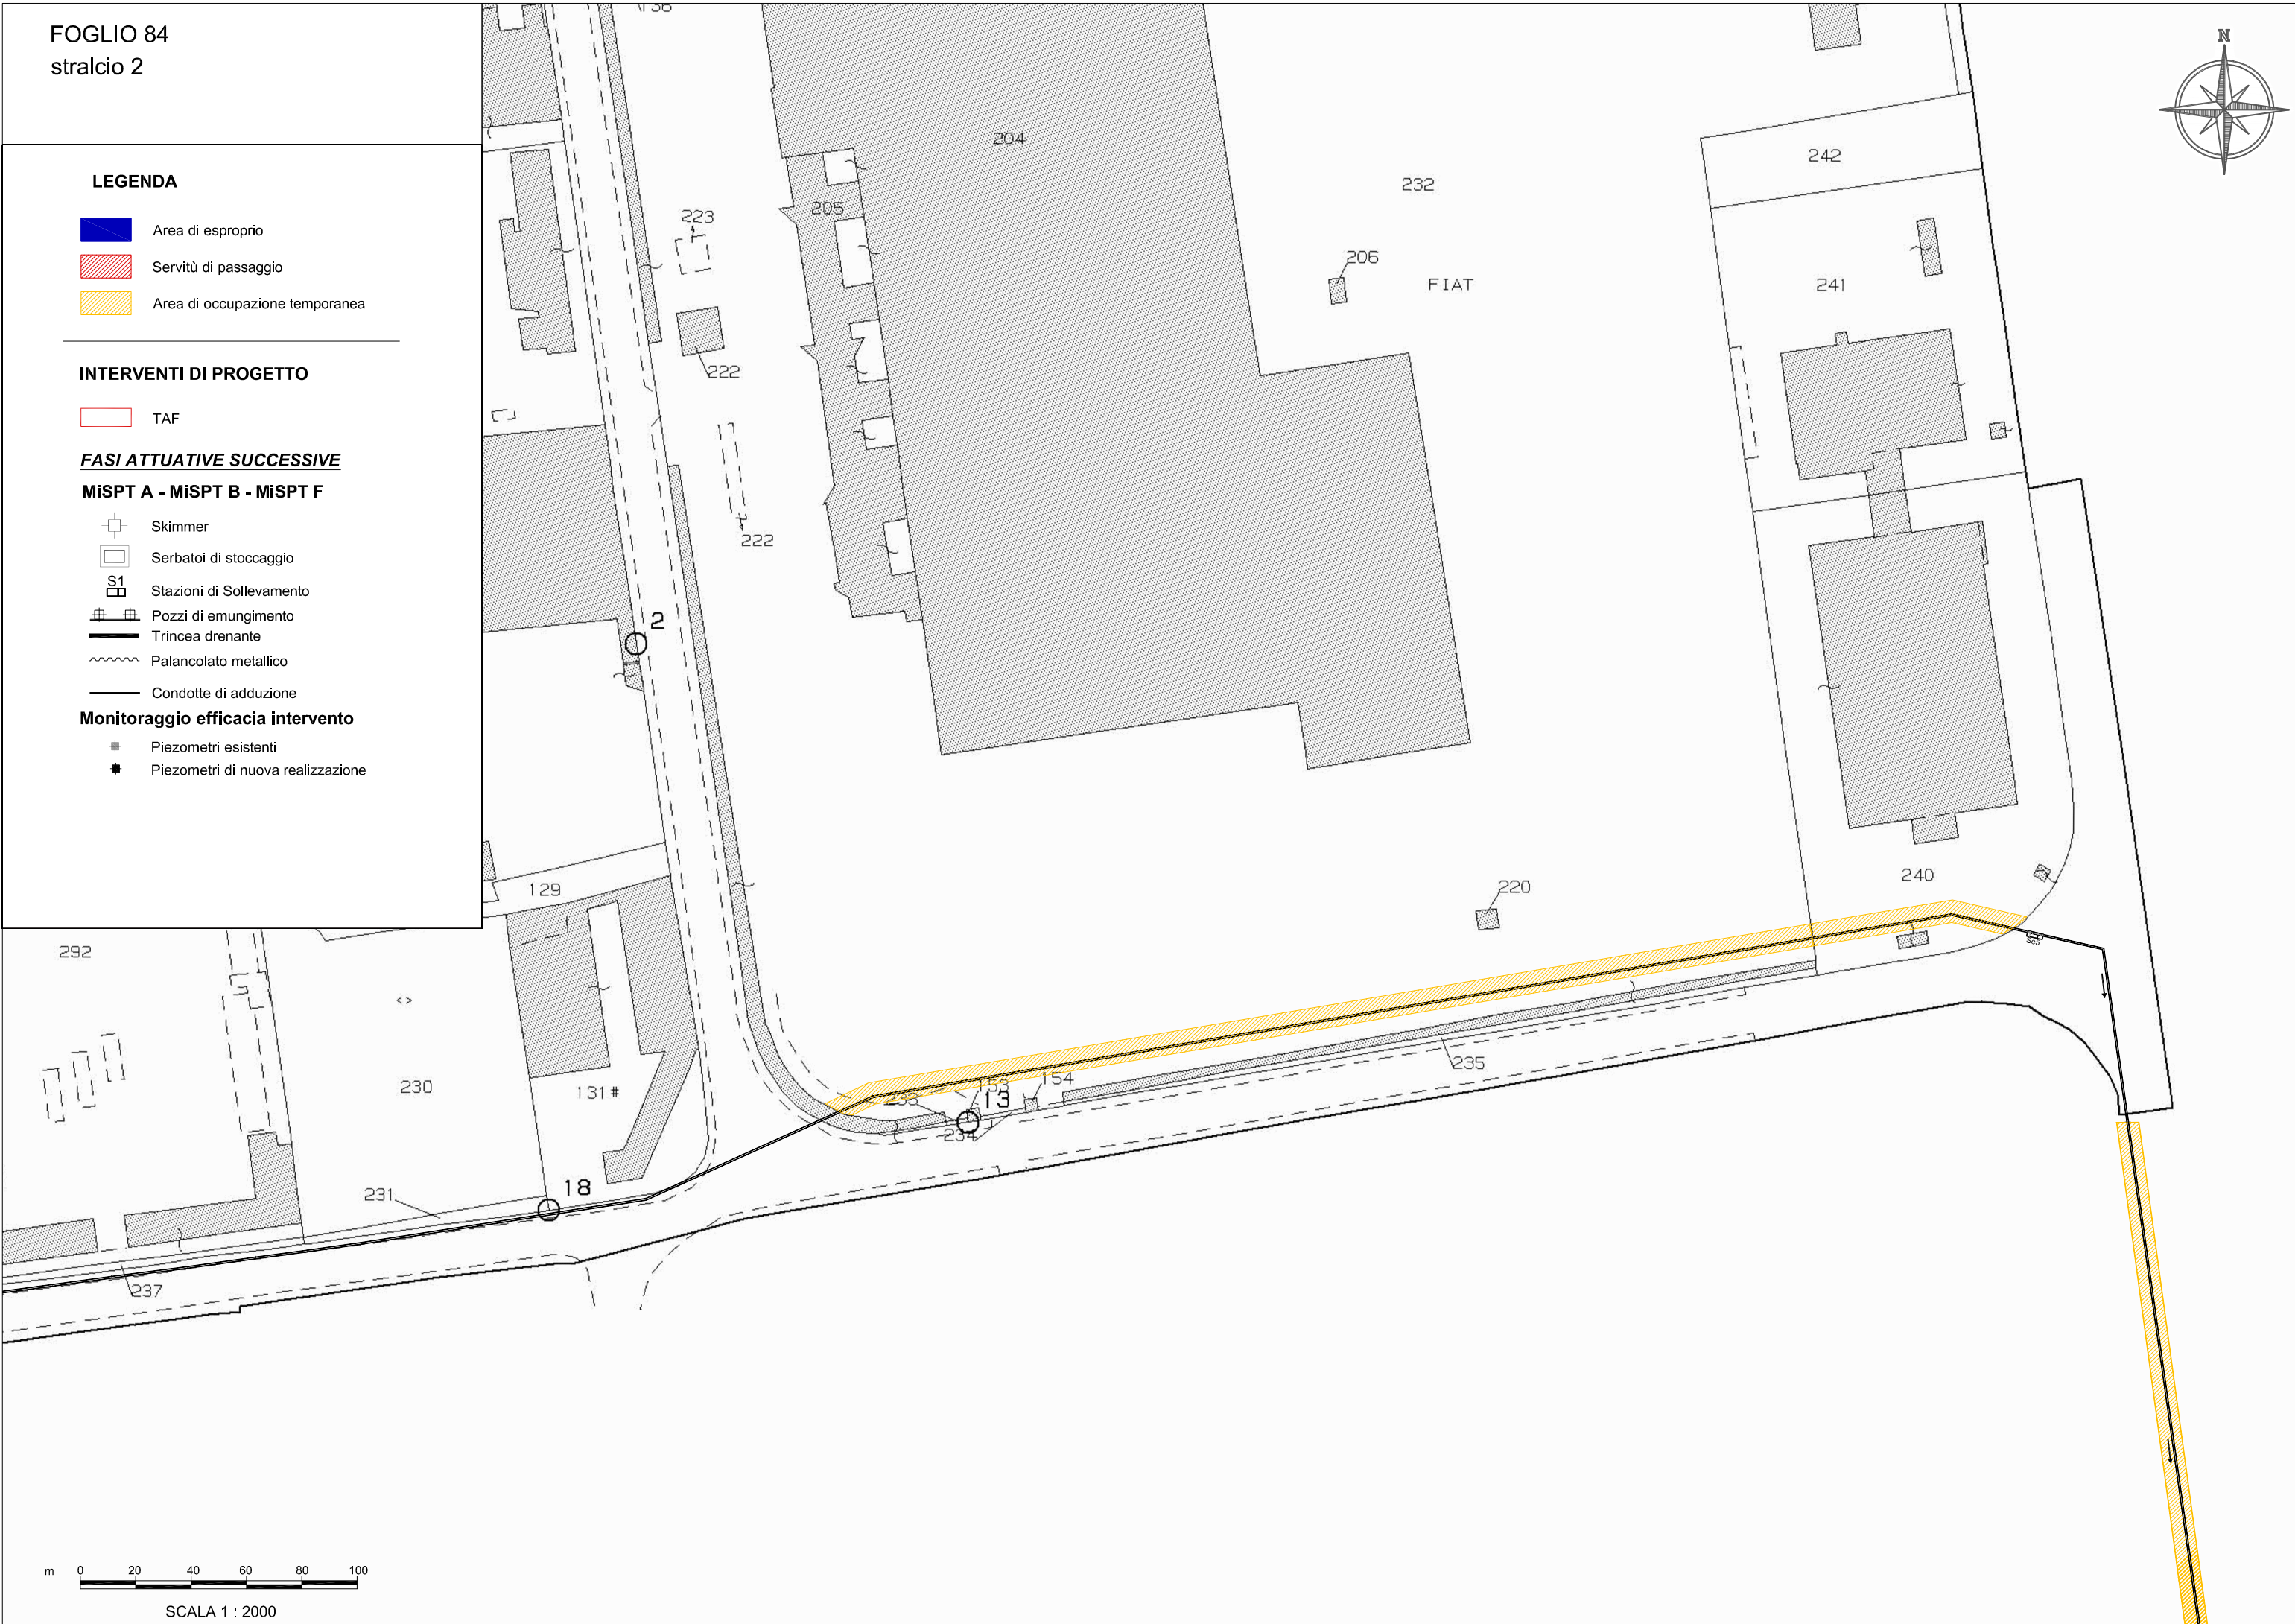 FOGLIO 84
stralcio 2
LEGENDA
Area di esproprio
Servitù di passaggio
Area di occupazione temporanea
INTERVENTI DI PROGETTO
TAF
FASI ATTUATIVE SUCCESSIVE
MiSPT A - MiSPT B - MiSPT F
Skimmer
Serbatoi di stoccaggio
S1
Stazioni di Sollevamento
Pozzi di emungimento
Trincea drenante
Palancolato metallico
Condotte di adduzione
Monitoraggio efficacia intervento
Piezometri esistenti
Piezometri di nuova realizzazione
N
204
242
232
205
223
206
FIAT
241
222
222
2
129
220
240
292
230
131#
153
154
233
13
234
235
231
18
237
m 0 20 40 60 80 100
SCALA 1 : 2000